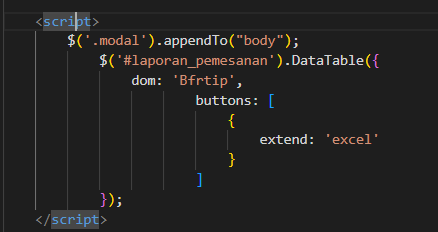 <script>
$('.modal').appendTo("body");
$('#laporan_pemesanan').DataTable({
dom: 'Bfrtip',
buttons: [
{
extend: 'excel'
}
]
});
</script>